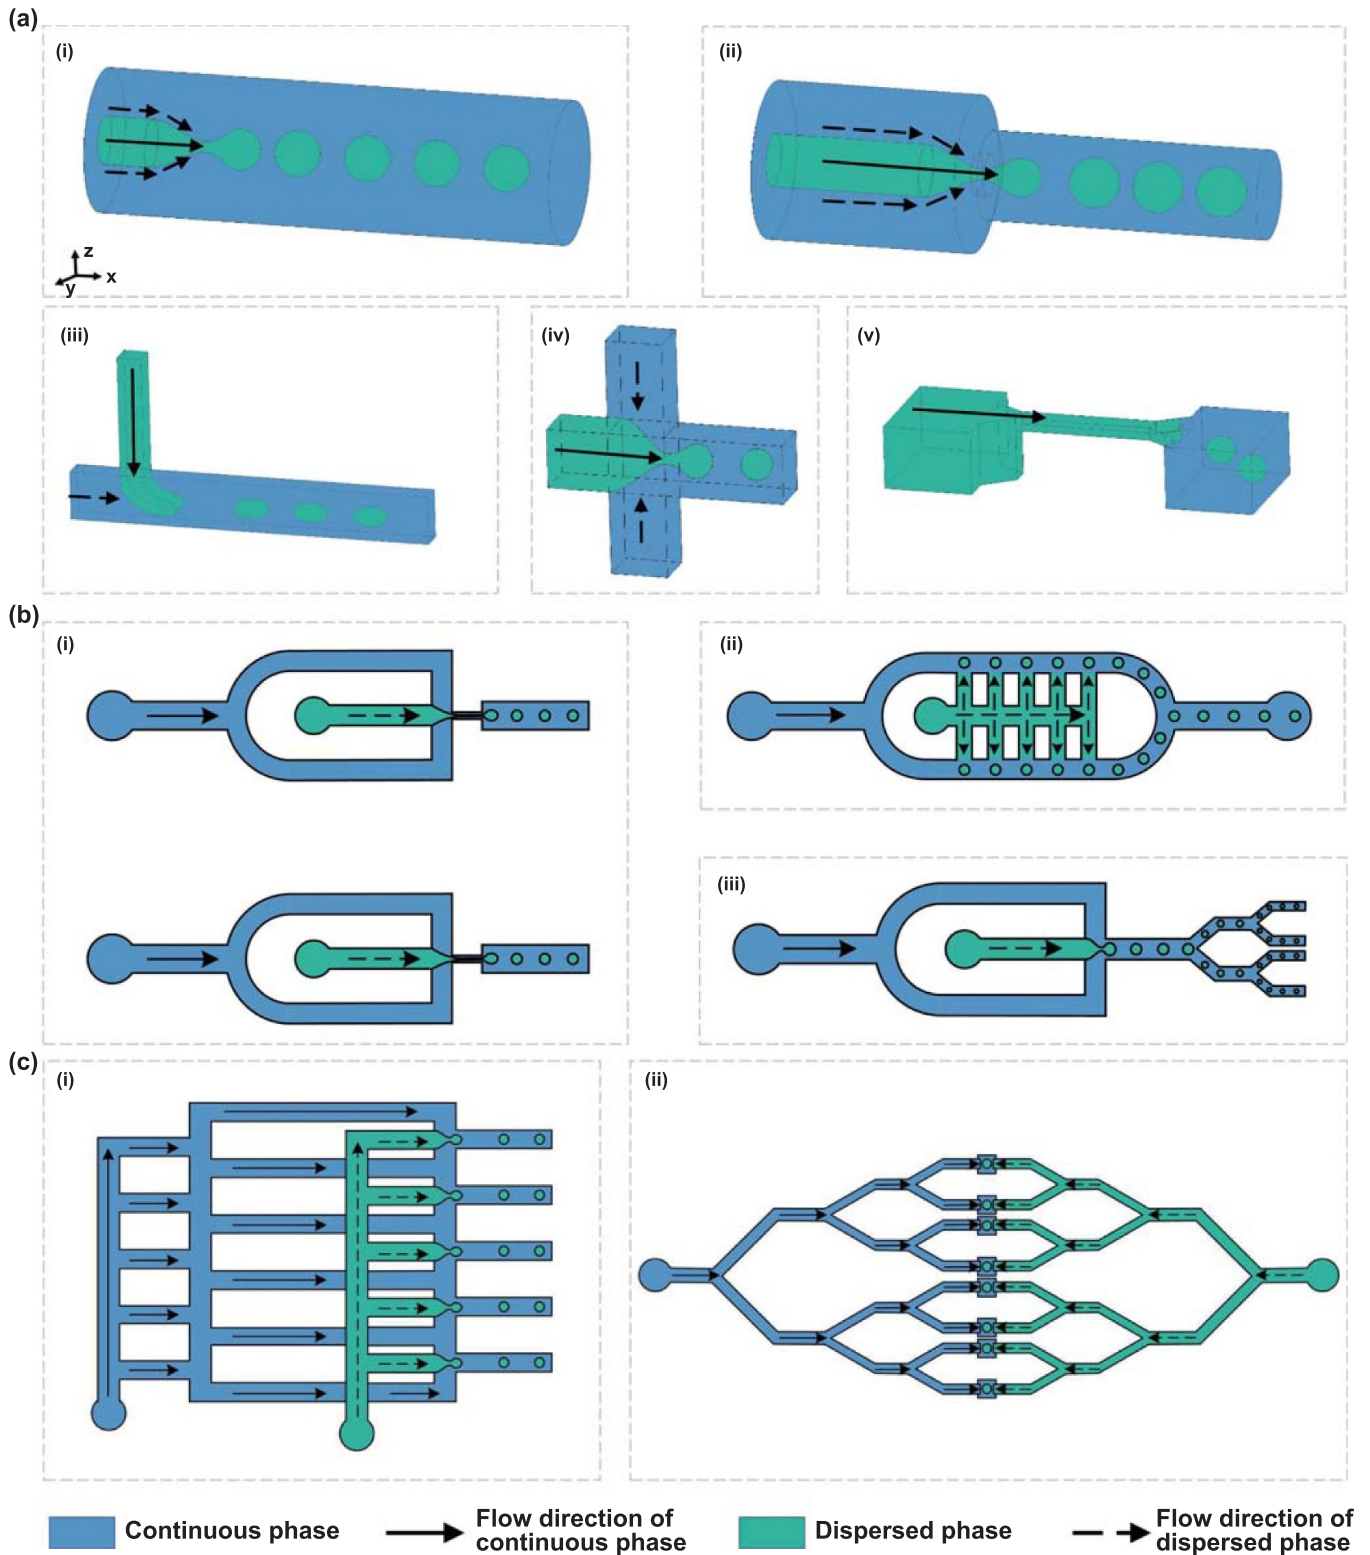 (a)
(i)
(ii)
z
x
y
(iii)
(iv)
(v)
(b)
(i)
(ii)
(iii)
(c)
(i)
(ii)
Continuous phase
Flow direction of
continuous phase
Dispersed phase
Flow direction of
dispersed phase